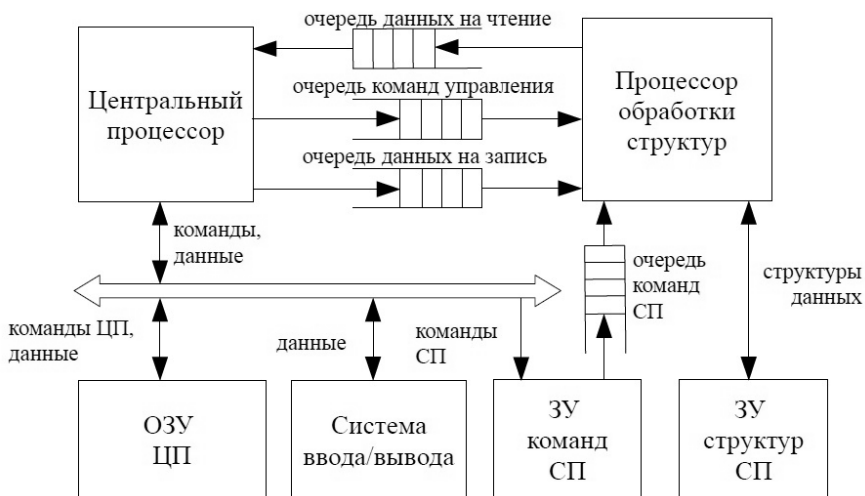 очередь данных на чтение
Центральный
процессор
очередь команд управления
Процессор
обработки
структур
очередь данных на запись
команды,
данные
очередь
команд
СП
структуры
данных
команды ЦП,
данные
данные
команды
СП
ОЗУ
ЦП
Система
ввода/вывода
ЗУ
команд
СП
ЗУ
структур
СП